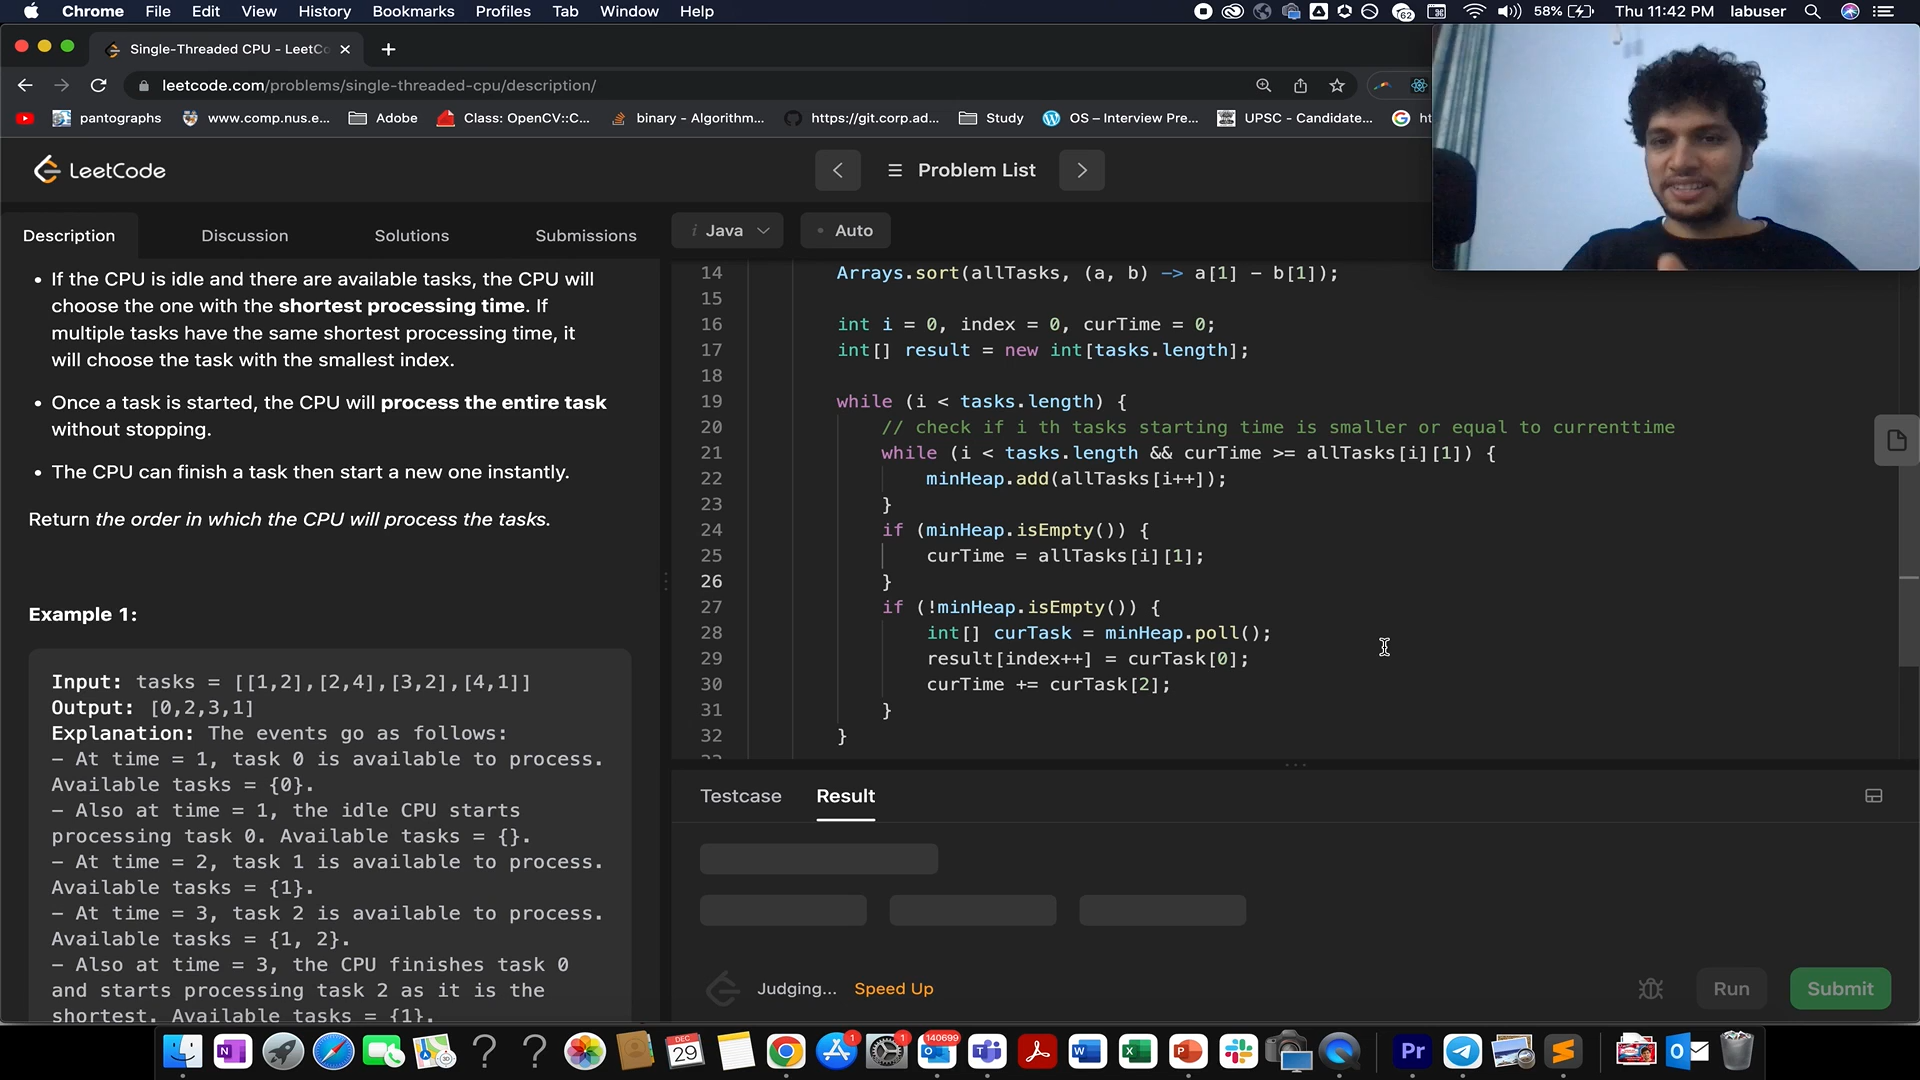 Chrome File Edit View History Bookmarks Profiles Tab Window Help
62 58% Thu 11:42 PM labuser
Single-Threaded CPU - LeetCo
leetcode.com/problems/single-threaded-cpu/description/
pantographs www.comp.nus.e... Adobe Class: OpenCV::C... binary - Algorithm... https://git.corp.ad... Study OS – Interview Pre... UPSC - Candidate...
LeetCode
Problem List
Description Discussion Solutions Submissions
i Java • Auto
• If the CPU is idle and there are available tasks, the CPU will
choose the one with the shortest processing time. If
multiple tasks have the same shortest processing time, it
will choose the task with the smallest index.
• Once a task is started, the CPU will process the entire task
without stopping.
• The CPU can finish a task then start a new one instantly.
Return the order in which the CPU will process the tasks.
Example 1:
Input: tasks = [[1,2],[2,4],[3,2],[4,1]]
Output: [0,2,3,1]
Explanation: The events go as follows:
– At time = 1, task 0 is available to process.
Available tasks = {0}.
– Also at time = 1, the idle CPU starts
processing task 0. Available tasks = {}.
– At time = 2, task 1 is available to process.
Available tasks = {1}.
– At time = 3, task 2 is available to process.
Available tasks = {1, 2}.
– Also at time = 3, the CPU finishes task 0
and starts processing task 2 as it is the
shortest. Available tasks = {1}.
14 Arrays.sort(allTasks, (a, b) -> a[1] - b[1]);
15
16 int i = 0, index = 0, curTime = 0;
17 int[] result = new int[tasks.length];
18
19 while (i < tasks.length) {
20 // check if i th tasks starting time is smaller or equal to currenttime
21 while (i < tasks.length && curTime >= allTasks[i][1]) {
22 minHeap.add(allTasks[i++]);
23 }
24 if (minHeap.isEmpty()) {
25 curTime = allTasks[i][1];
26 }
27 if (!minHeap.isEmpty()) {
28 int[] curTask = minHeap.poll();
29 result[index++] = curTask[0];
30 curTime += curTask[2];
31 }
32 }
Testcase Result
Judging... Speed Up
Run Submit
DEC
29
1
1
140699
Pr